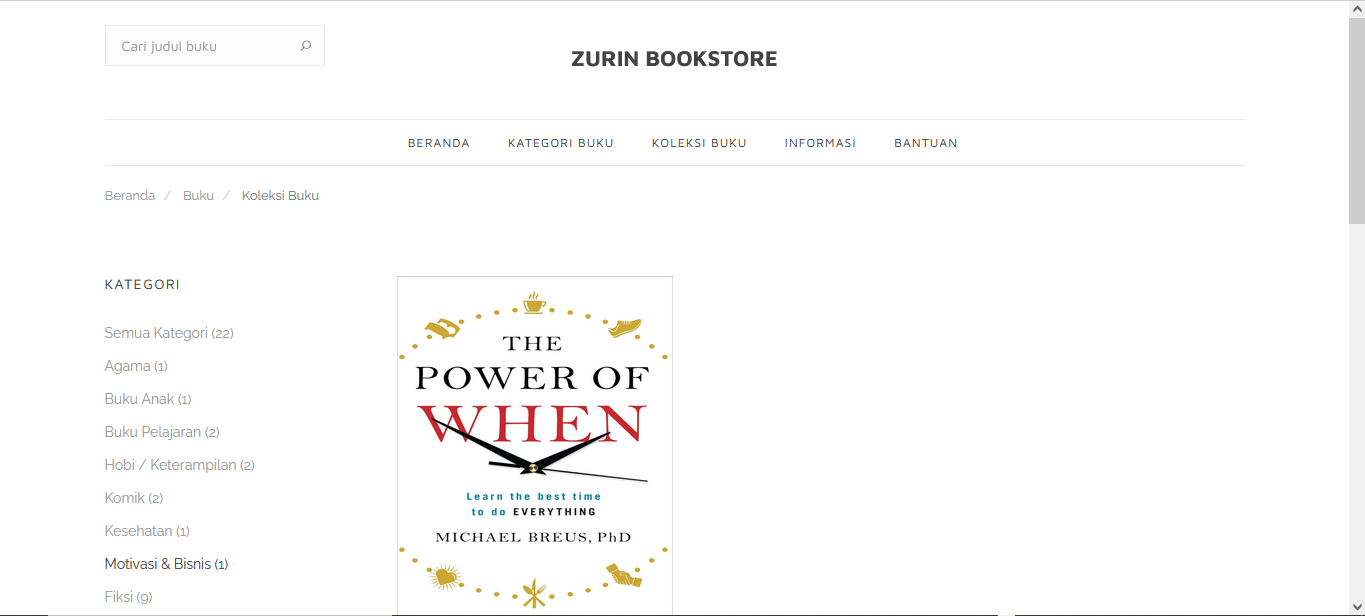 Cari judul buku
ZURIN BOOKSTORE
BERANDA KATEGORI BUKU KOLEKSI BUKU INFORMASI BANTUAN
Beranda / Buku / Koleksi Buku
KATEGORI
Semua Kategori (22)
Agama (1)
Buku Anak (1)
Buku Pelajaran (2)
Hobi / Keterampilan (2)
Komik (2)
Kesehatan (1)
Motivasi & Bisnis (1)
Fiksi (9)
THE
POWER OF
WHEN
Learn the best time
to do EVERYTHING
MICHAEL BREUS, PhD